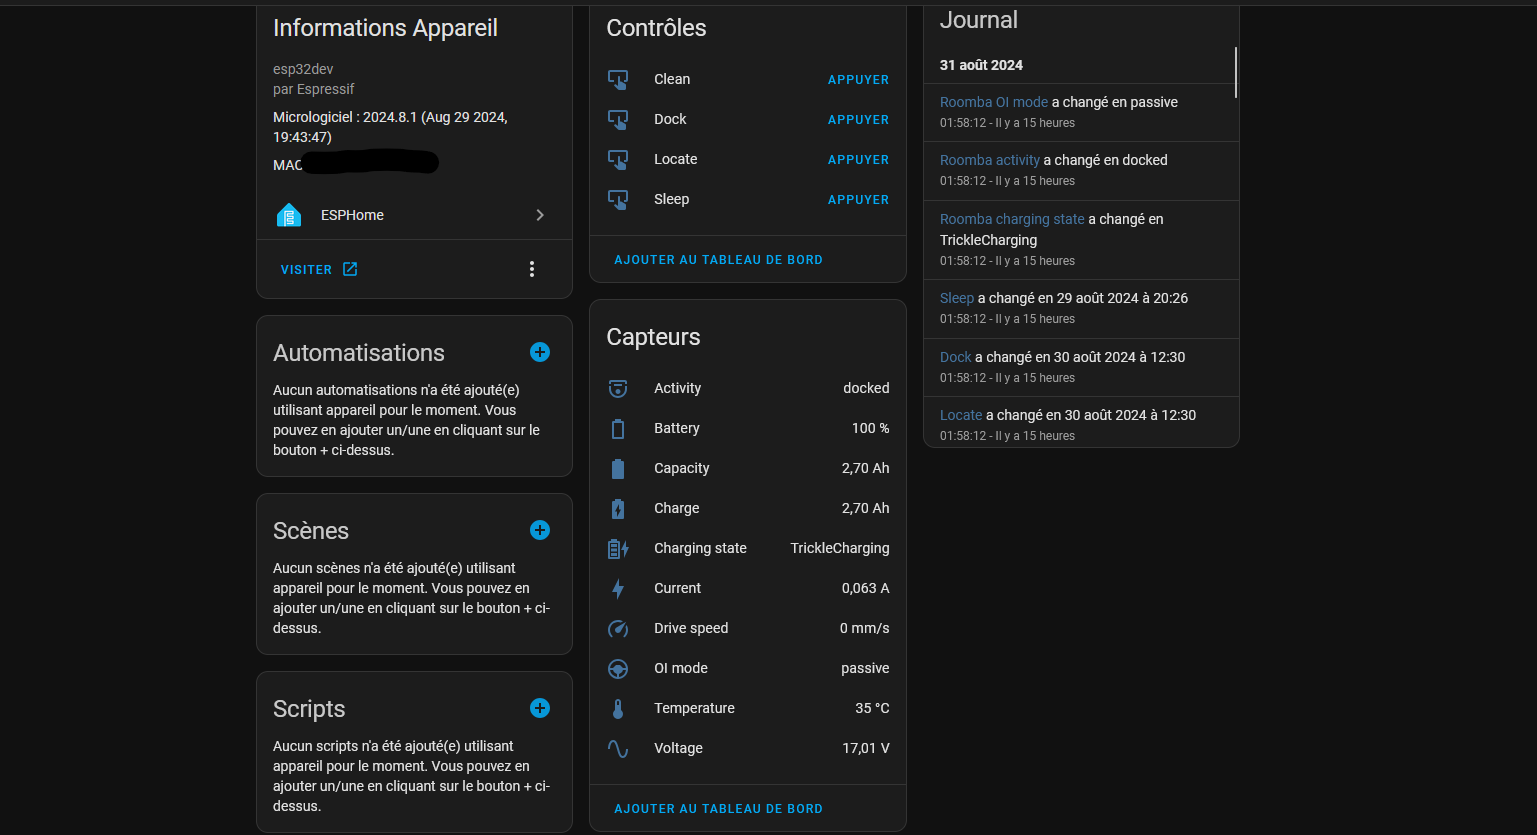 Informations Appareil
esp32dev
par Espressif
Micrologiciel : 2024.8.1 (Aug 29 2024,
19:43:47)
MAC
ESPHome
VISITER
Automatisations
Aucun automatisations n'a été ajouté(e)
utilisant appareil pour le moment. Vous
pouvez en ajouter un/une en cliquant sur le
bouton + ci-dessus.
Scènes
Aucun scènes n'a été ajouté(e) utilisant
appareil pour le moment. Vous pouvez en
ajouter un/une en cliquant sur le bouton + ci-
dessus.
Scripts
Aucun scripts n'a été ajouté(e) utilisant
appareil pour le moment. Vous pouvez en
ajouter un/une en cliquant sur le bouton + ci-
dessus.
Contrôles
Clean APPUYER
Dock APPUYER
Locate APPUYER
Sleep APPUYER
AJOUTER AU TABLEAU DE BORD
Capteurs
Activity docked
Battery 100 %
Capacity 2,70 Ah
Charge 2,70 Ah
Charging state TrickleCharging
Current 0,063 A
Drive speed 0 mm/s
OI mode passive
Temperature 35 °C
Voltage 17,01 V
AJOUTER AU TABLEAU DE BORD
Journal
31 août 2024
Roomba OI mode a changé en passive
01:58:12 - Il y a 15 heures
Roomba activity a changé en docked
01:58:12 - Il y a 15 heures
Roomba charging state a changé en
TrickleCharging
01:58:12 - Il y a 15 heures
Sleep a changé en 29 août 2024 à 20:26
01:58:12 - Il y a 15 heures
Dock a changé en 30 août 2024 à 12:30
01:58:12 - Il y a 15 heures
Locate a changé en 30 août 2024 à 12:30
01:58:12 - Il y a 15 heures